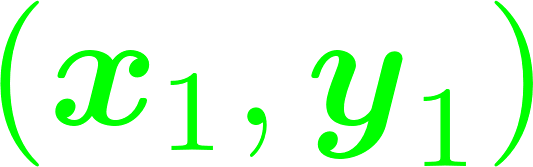 (x₁, y₁)